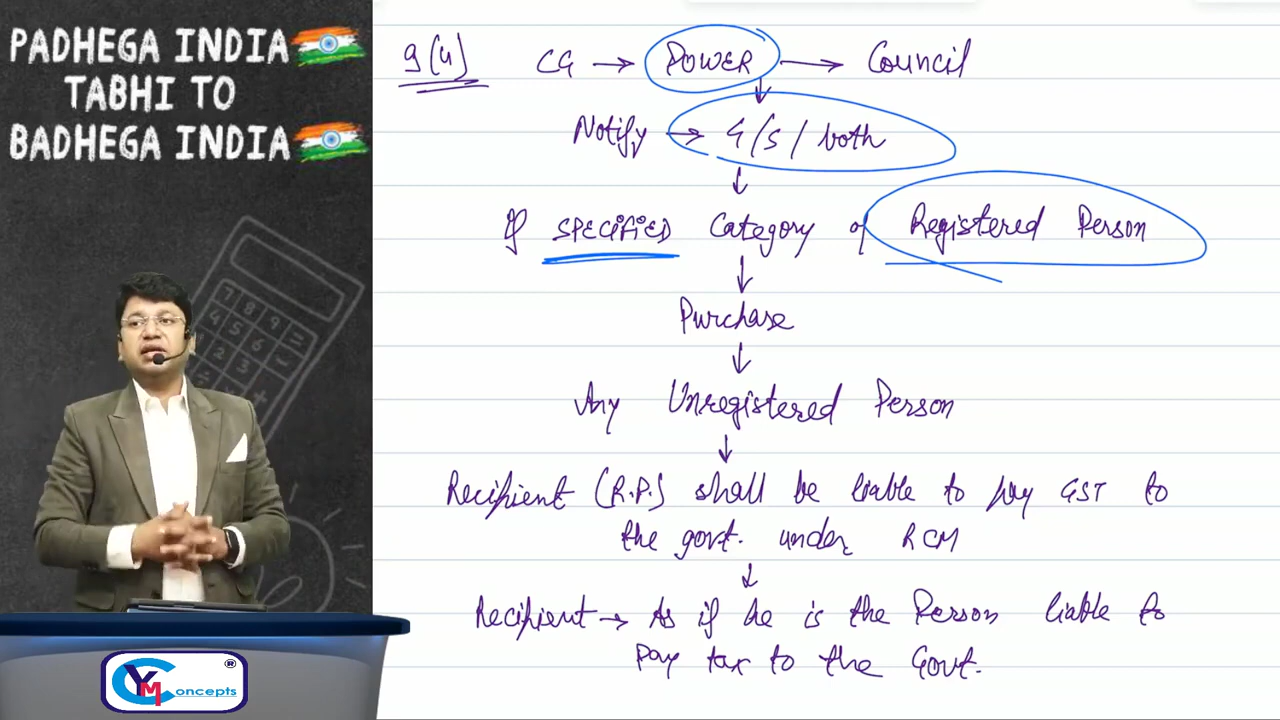 PADHEGA INDIA
TABHI TO
BADHEGA INDIA
9(4) CG → POWER → Council
Notify → G/S/ both
If SPECIFIED Category of Registered Person
Purchase
Any Unregistered Person
Recipient (R.P.) shall be liable to pay GST to
the govt. under RCM
Recipient → As if he is the Person liable to
Pay tax to the Govt.
CYM Concepts ®